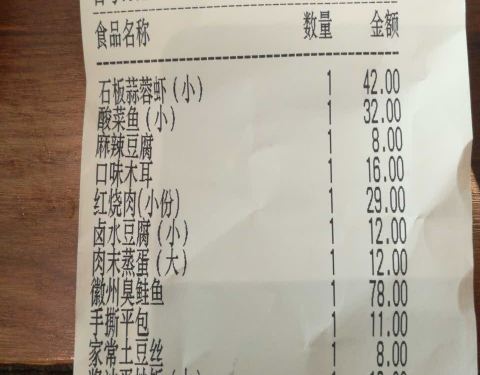 食品名称 数量 金额
石板蒜蓉虾(小) 1 42.00
酸菜鱼(小) 1 32.00
麻辣豆腐 1 8.00
口味木耳 1 16.00
红烧肉(小份) 1 29.00
卤水豆腐(小) 1 12.00
肉末蒸蛋(大) 1 12.00
徽州臭鲑鱼 1 78.00
手撕平包 1 11.00
家常土豆丝 1 8.00